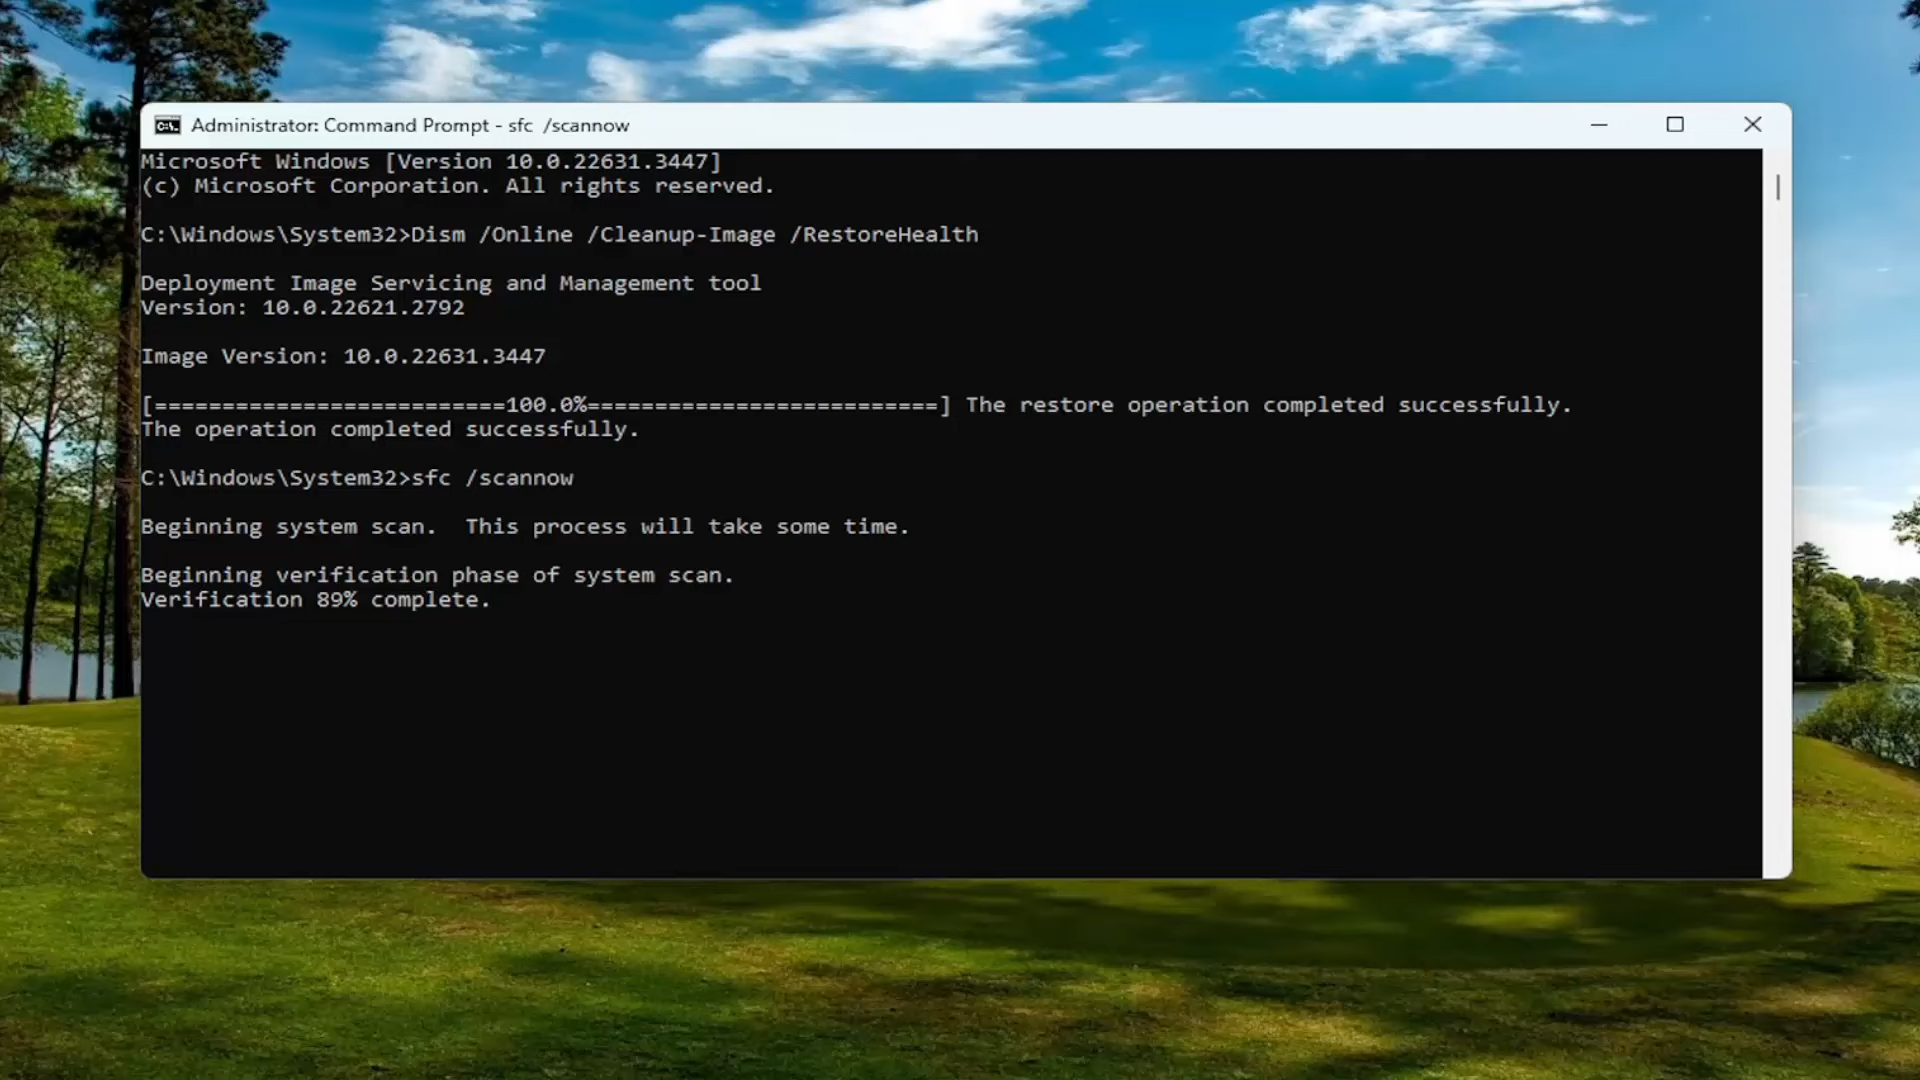 Administrator: Command Prompt - sfc /scannow
Microsoft Windows [Version 10.0.22631.3447]
(c) Microsoft Corporation. All rights reserved.
C:\Windows\System32>Dism /Online /Cleanup-Image /RestoreHealth
Deployment Image Servicing and Management tool
Version: 10.0.22621.2792
Image Version: 10.0.22631.3447
[==========================100.0%==========================] The restore operation completed successfully.
The operation completed successfully.
C:\Windows\System32>sfc /scannow
Beginning system scan.  This process will take some time.
Beginning verification phase of system scan.
Verification 89% complete.